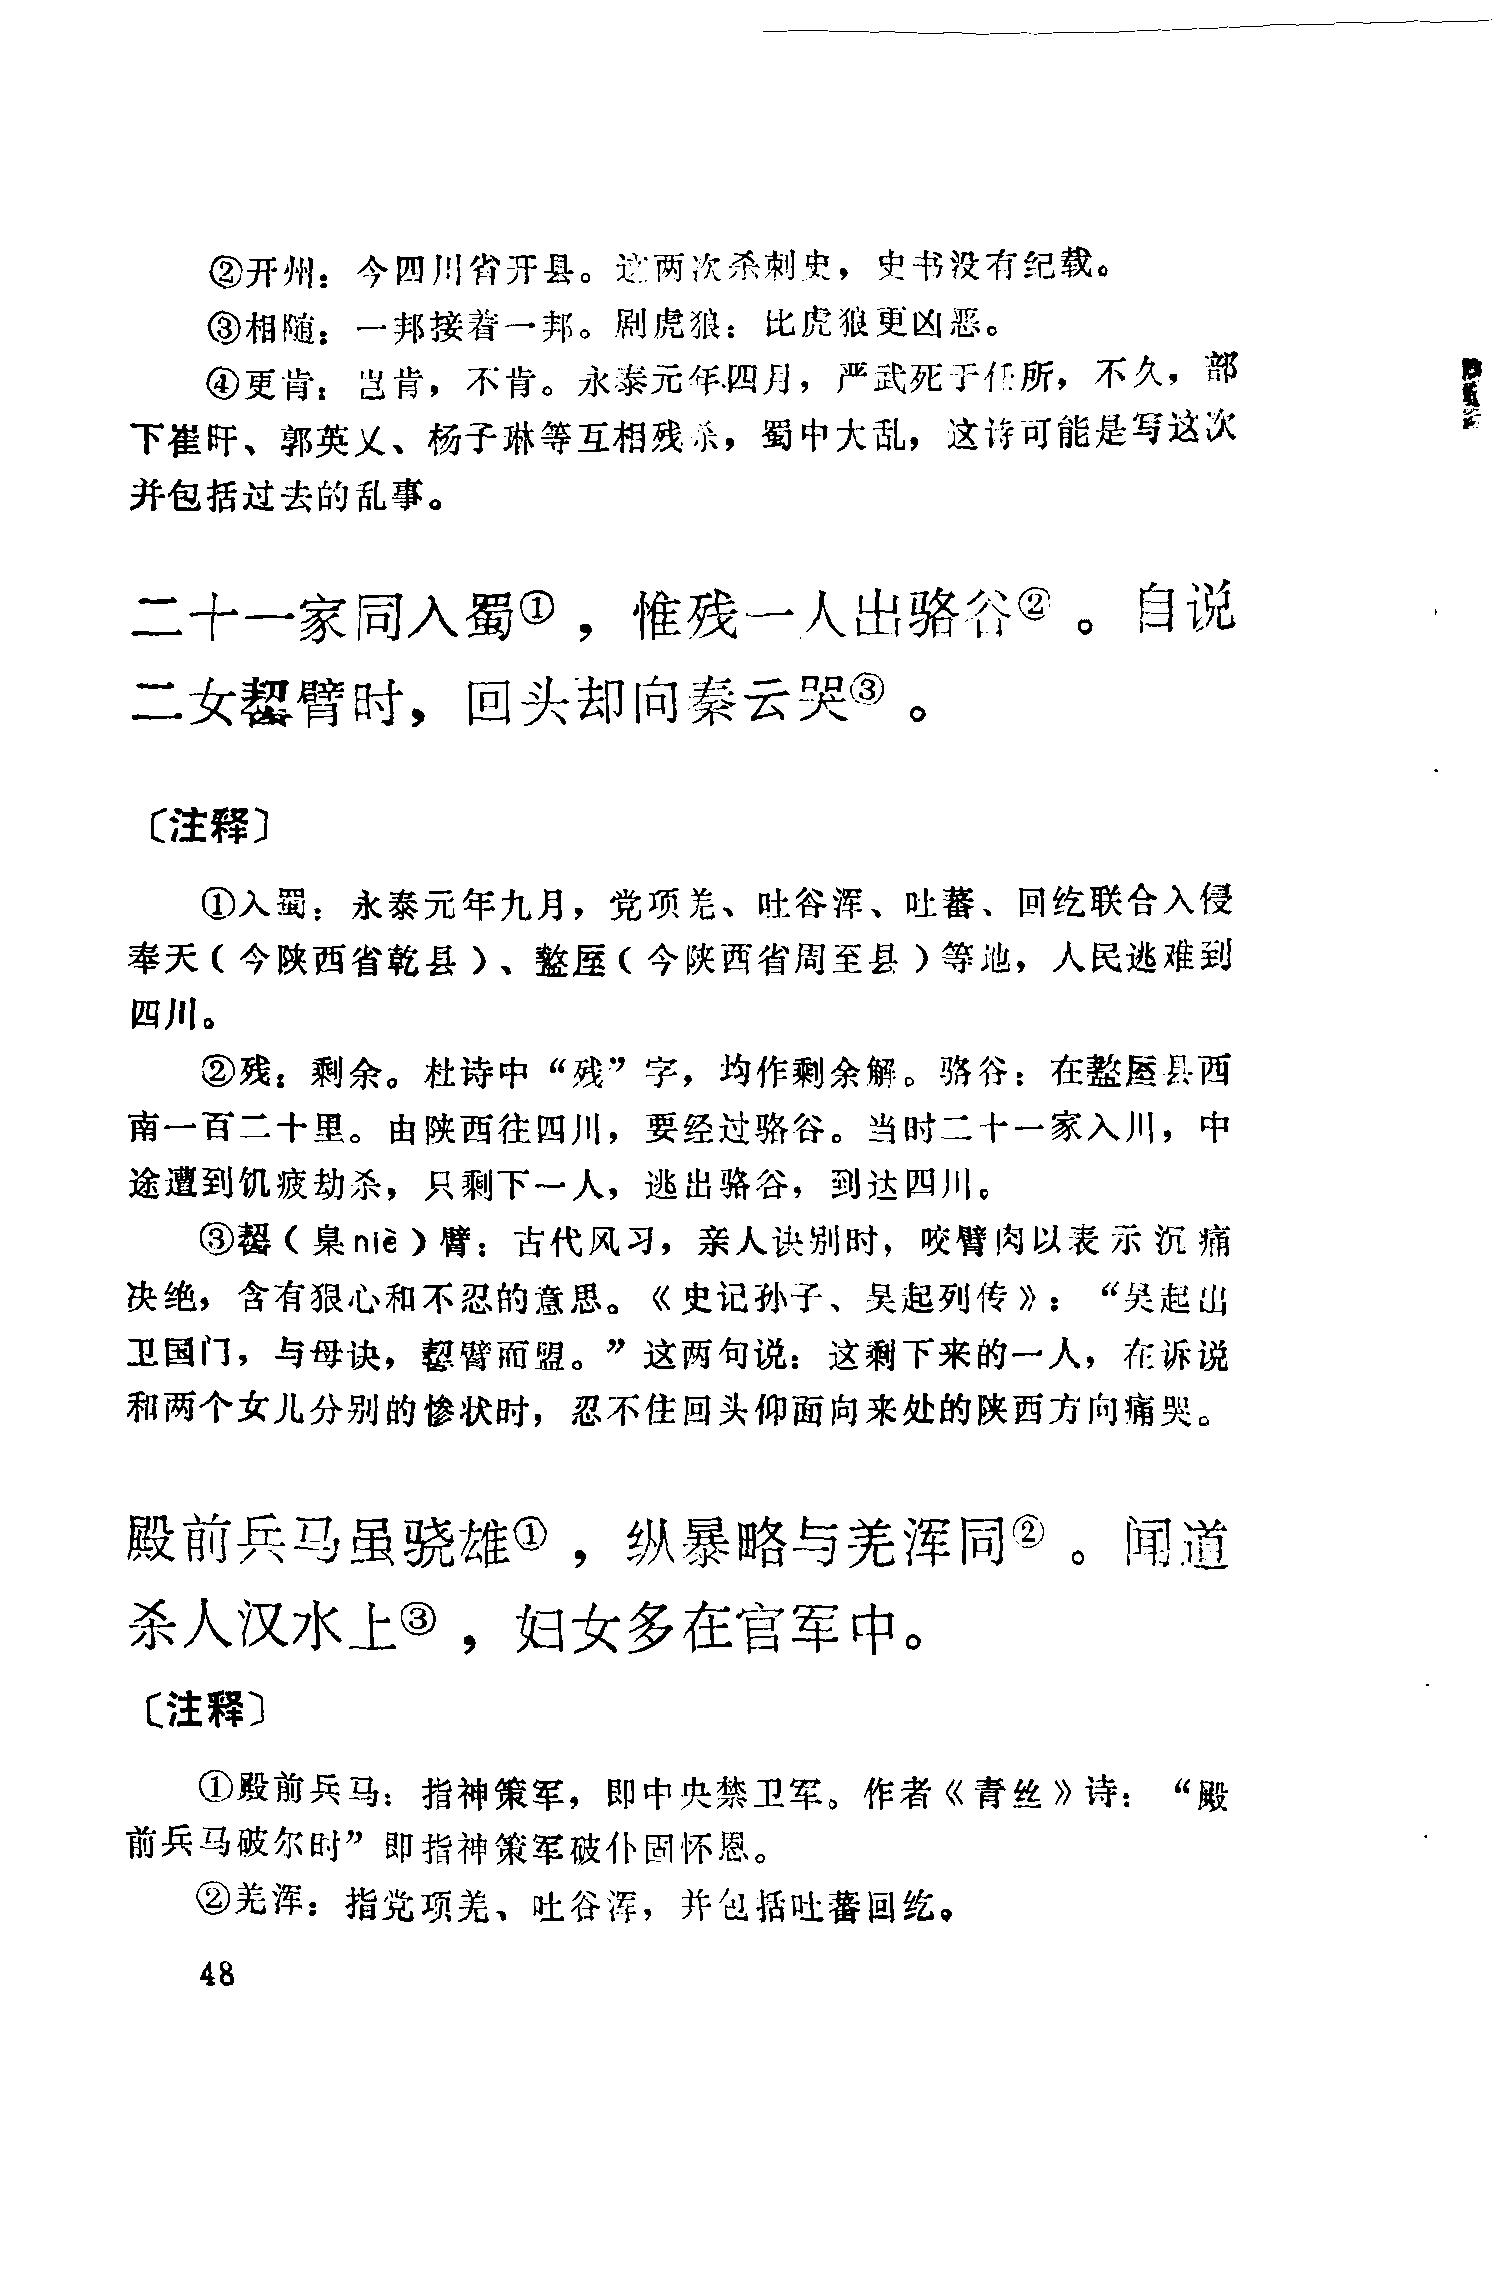 ②开州：今四川省开县。这两次杀刺史，史书没有纪载。
③相随：一邦接着一邦。剧虎狼：比虎狼更凶恶。
④更肯：岂肯，不肯。永泰元年四月，严武死于任所，不久，部
下崔旰、郭英乂、杨子琳等互相残杀，蜀中大乱，这诗可能是写这次
并包括过去的乱事。
二十一家同入蜀①，惟残一人出骆谷②。自说
二女齧臂时，回头却向秦云哭③。
〔注释〕
①入蜀：永泰元年九月，党项羌、吐谷浑、吐蕃、回纥联合入侵
奉天（今陕西省乾县）、盩厔（今陕西省周至县）等地，人民逃难到
四川。
②残：剩余。杜诗中“残”字，均作剩余解。骆谷：在盩厔县西
南一百二十里。由陕西往四川，要经过骆谷。当时二十一家入川，中
途遭到饥疲劫杀，只剩下一人，逃出骆谷，到达四川。
③齧（臬niè）臂：古代风习，亲人诀别时，咬臂肉以表示沉痛
决绝，含有狠心和不忍的意思。《史记孙子、吴起列传》：“吴起出
卫国门，与母诀，齧臂而盟。”这两句说：这剩下来的一人，在诉说
和两个女儿分别的惨状时，忍不住回头仰面向来处的陕西方向痛哭。
殿前兵马虽骁雄①，纵暴略与羌浑同②。闻道
杀人汉水上③，妇女多在官军中。
〔注释〕
①殿前兵马：指神策军，即中央禁卫军。作者《青丝》诗：“殿
前兵马破尔时”即指神策军破仆固怀恩。
②羌浑：指党项羌、吐谷浑，并包括吐蕃回纥。
48